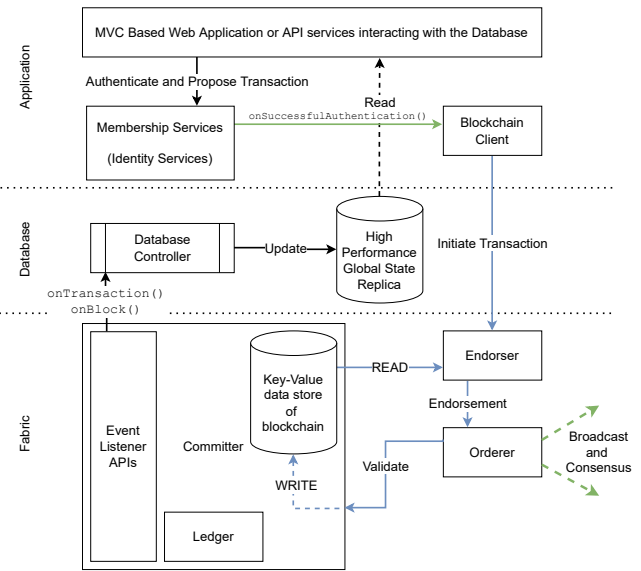 MVC Based Web Application or API services interacting with the Database
Application
Authenticate and Propose Transaction
Read
onSuccessfulAuthentication()
Membership Services
(Identity Services)
Blockchain
Client
Database
Database
Controller
Update
High
Performance
Global State
Replica
Initiate Transaction
onTransaction()
onBlock()
Fabric
Event
Listener
APIs
Committer
Key-Value
data store
of
blockchain
READ
WRITE
Ledger
Endorser
Endorsement
Orderer
Validate
Broadcast
and
Consensus